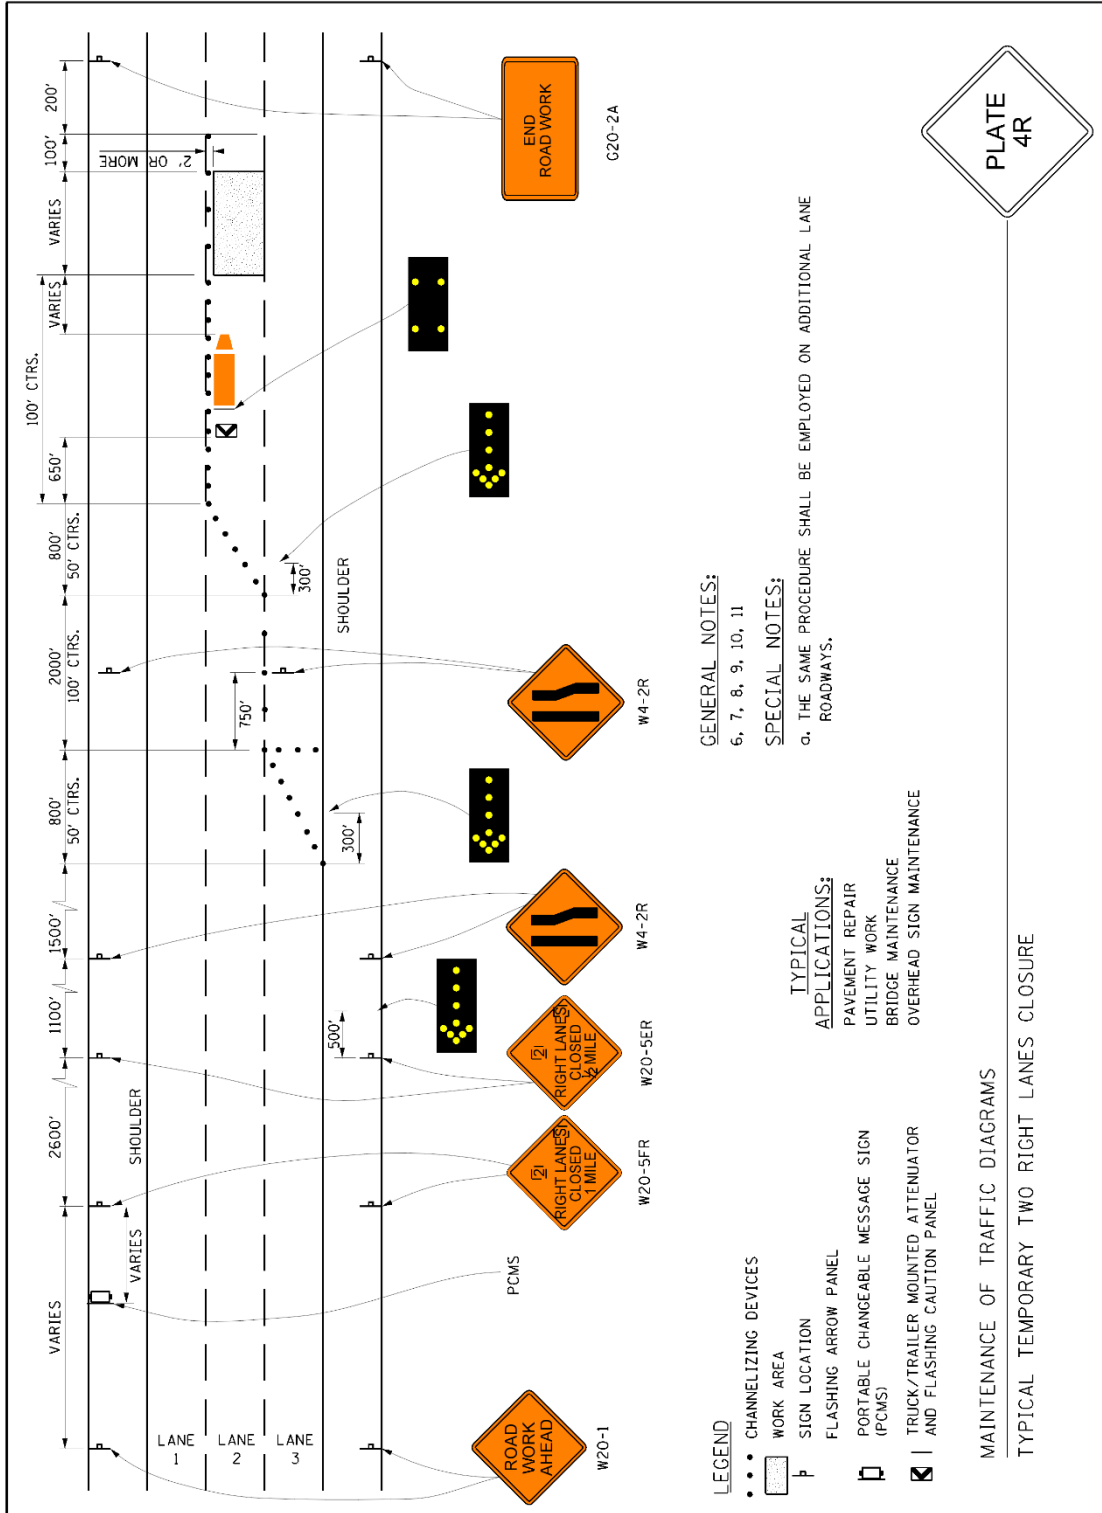 VARIES
2600'
1100'
1500'
800'
50' CTRS.
2000'
100' CTRS.
800'
50' CTRS.
650'
100' CTRS.
VARIES
VARIES
100'
200'
2' OR MORE
VARIES
SHOULDER
500'
300'
750'
300'
SHOULDER
LANE
1
LANE
2
LANE
3
PCMS
ROAD
WORK
AHEAD
W20-1
2
RIGHT LANES
CLOSED
1 MILE
W20-5FR
2
RIGHT LANES
CLOSED
1/2 MILE
W20-5ER
W4-2R
W4-2R
END
ROAD WORK
G20-2A
LEGEND
CHANNELIZING DEVICES
WORK AREA
SIGN LOCATION
FLASHING ARROW PANEL
PORTABLE CHANGEABLE MESSAGE SIGN
(PCMS)
TRUCK/TRAILER MOUNTED ATTENUATOR
AND FLASHING CAUTION PANEL
TYPICAL
APPLICATIONS:
PAVEMENT REPAIR
UTILITY WORK
BRIDGE MAINTENANCE
OVERHEAD SIGN MAINTENANCE
GENERAL NOTES:
6, 7, 8, 9, 10, 11
SPECIAL NOTES:
a. THE SAME PROCEDURE SHALL BE EMPLOYED ON ADDITIONAL LANE
ROADWAYS.
MAINTENANCE OF TRAFFIC DIAGRAMS
TYPICAL TEMPORARY TWO RIGHT LANES CLOSURE
PLATE
4R